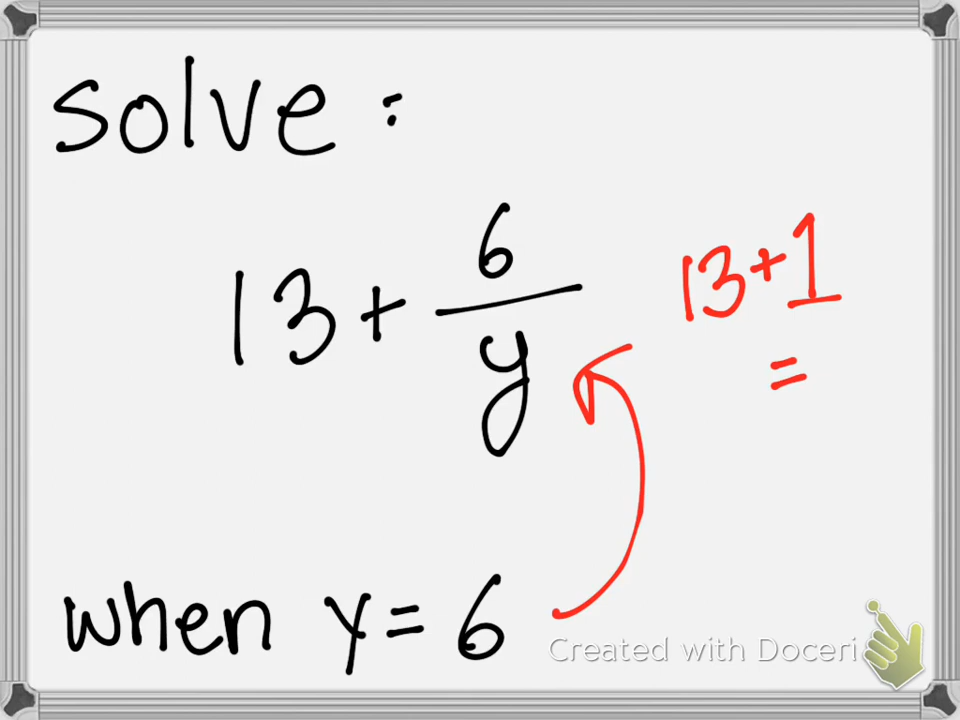 solve:
13 + 6/y
13+1
=
when y = 6
Created with Doceri